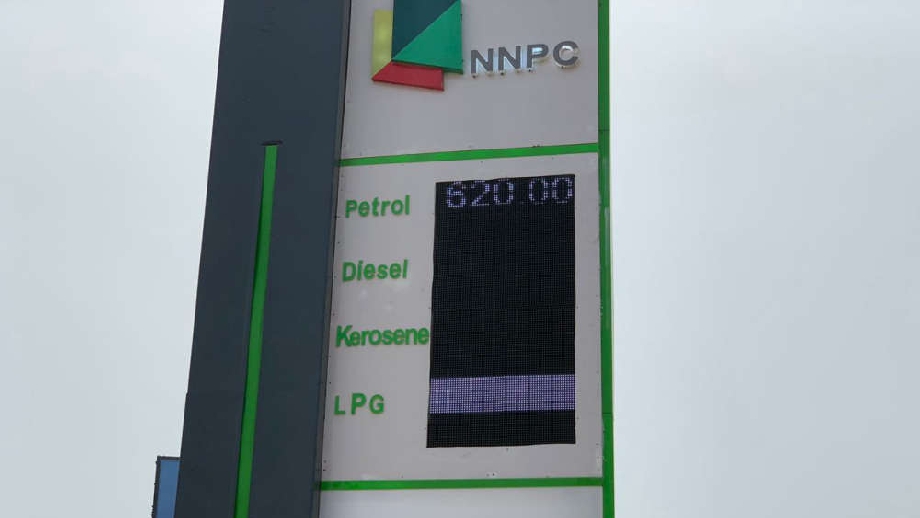 NNPC
Petrol 620.00
Diesel
Kerosene
LPG